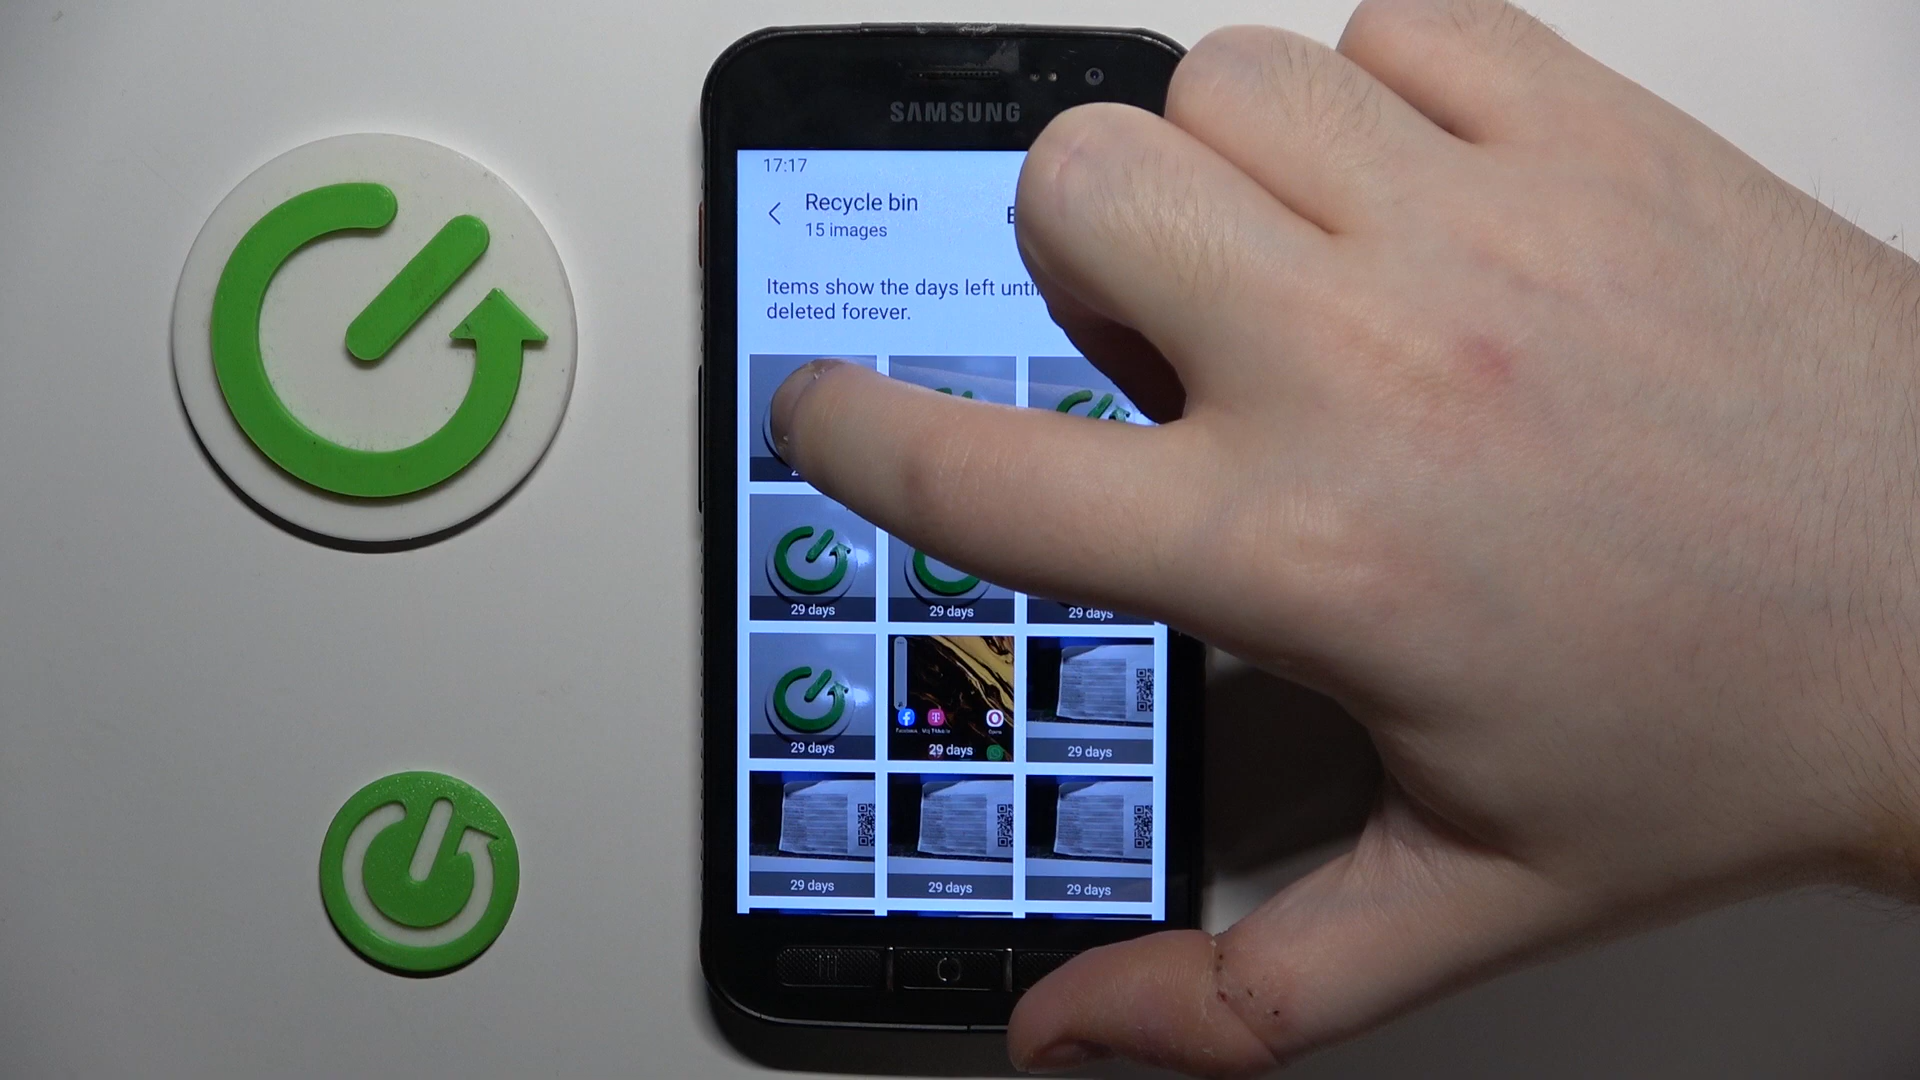 SAMSUNG
17:17
Recycle bin
15 images
Items show the days left until
deleted forever.
29 days
29 days
29 days
29 days
29 days
29 days
29 days
29 days
29 days